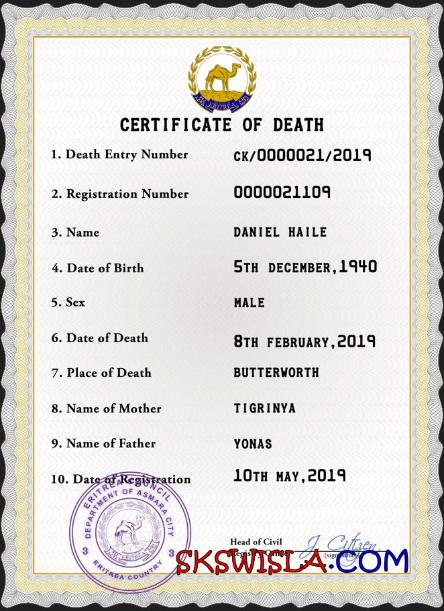 CERTIFICATE OF DEATH
1. Death Entry Number CK/0000021/2019
2. Registration Number 0000021109
3. Name DANIEL HAILE
4. Date of Birth 5TH DECEMBER,1940
5. Sex MALE
6. Date of Death 8TH FEBRUARY,2019
7. Place of Death BUTTERWORTH
8. Name of Mother TIGRINYA
9. Name of Father YONAS
10. Date of Registration 10TH MAY,2019
ERITREA COUNCIL
DEPARTMENT OF ASMARA CITY
3 3
ERITREA COUNTRY
Head of Civil
J. Citizen
SKSWISLA.COM